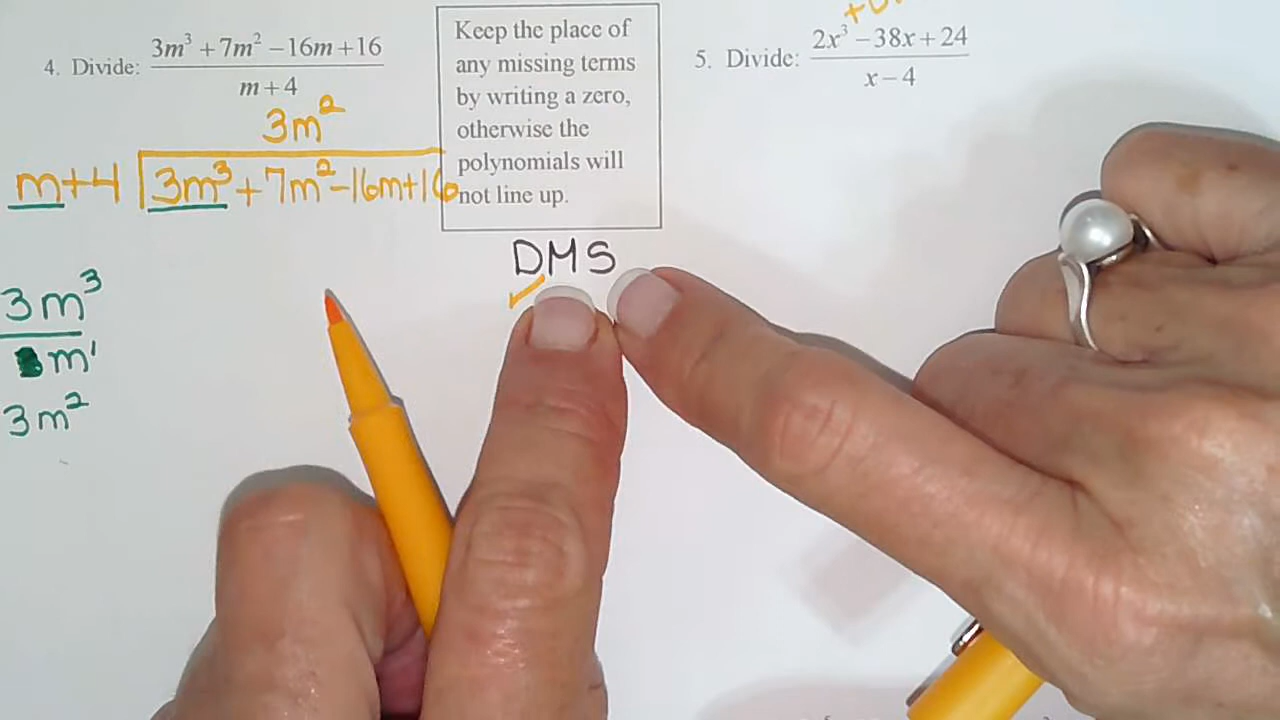 4. Divide: 3m³ + 7m² − 16m + 16
m + 4
3m²
m+4 3m³+7m²-16m+16
3m³
m¹
3m²
Keep the place of
any missing terms
by writing a zero,
otherwise the
polynomials will
not line up.
DMS
5. Divide: 2x³ − 38x + 24
x − 4